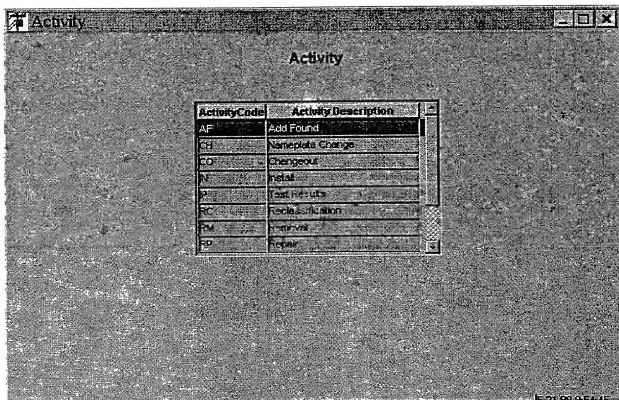 Activity
Activity
ActivityCode Activity Description
AF Add Found
CH Nameplate Change
CO Changeout
IN Install
Test Results
RC Reclassification
RM Removal
RP Repair